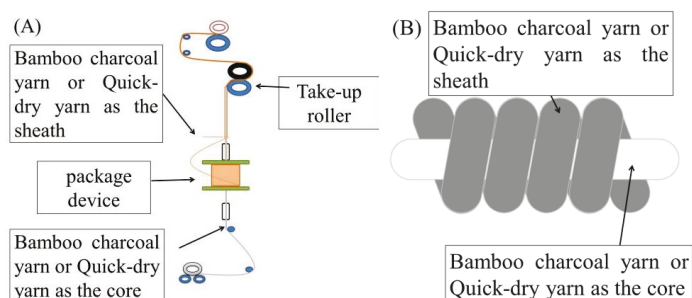 (A)
Bamboo charcoal
yarn or Quick-
dry yarn as the
sheath
Take-up
roller
package
device
Bamboo charcoal
yarn or Quick-dry
yarn as the core
(B)
Bamboo charcoal yarn or
Quick-dry yarn as the
sheath
Bamboo charcoal yarn or
Quick-dry yarn as the core